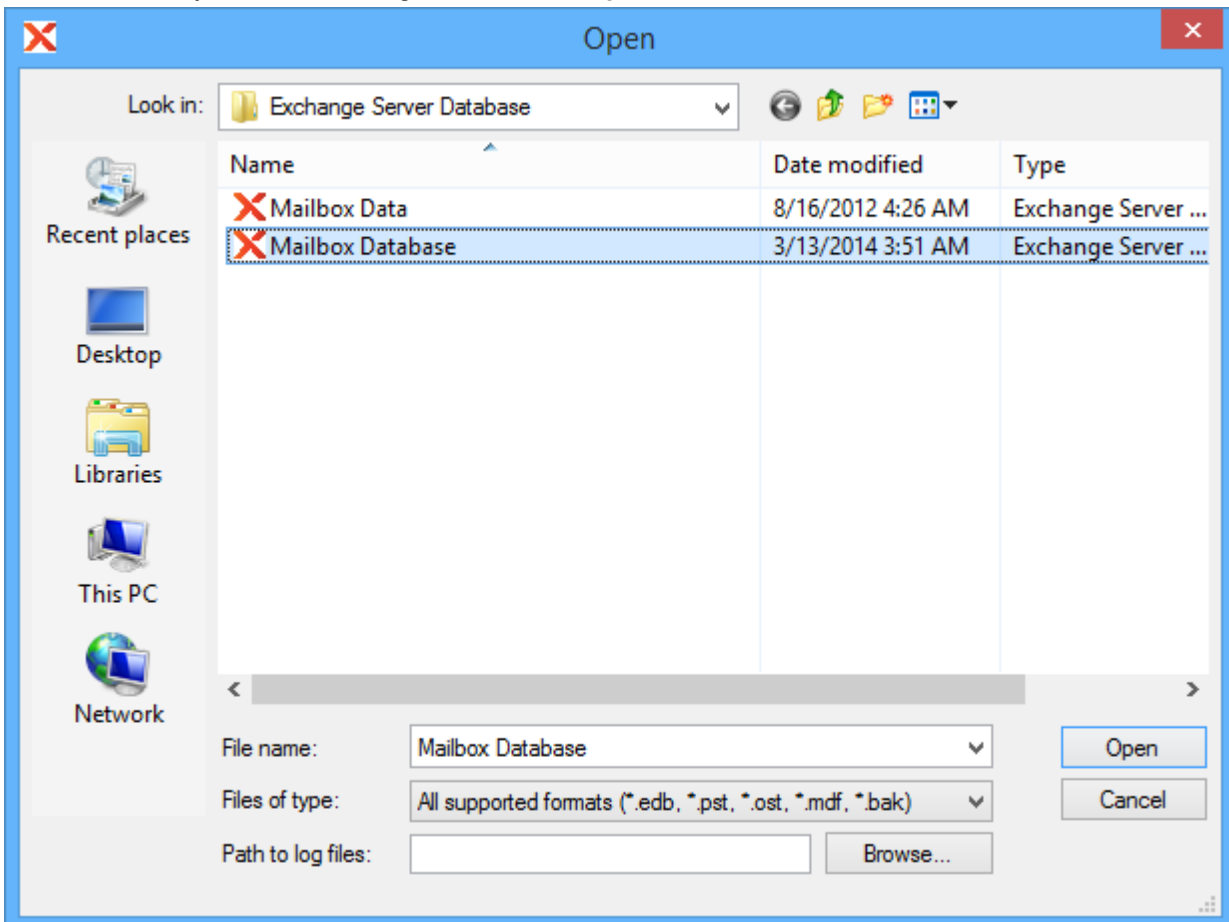 Open
Look in: Exchange Server Database
Name Date modified Type
Mailbox Data 8/16/2012 4:26 AM Exchange Server ...
Mailbox Database 3/13/2014 3:51 AM Exchange Server ...
Recent places
Desktop
Libraries
This PC
Network
File name: Mailbox Database Open
Files of type: All supported formats (*.edb, *.pst, *.ost, *.mdf, *.bak) Cancel
Path to log files: Browse...